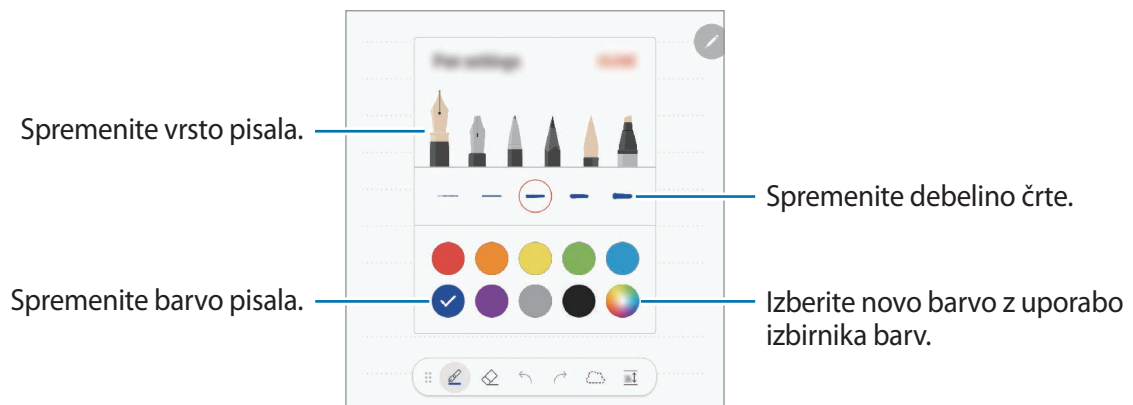 Spremenite vrsto pisala.
Spremenite debelino črte.
Spremenite barvo pisala.
Izberite novo barvo z uporabo
izbirnika barv.